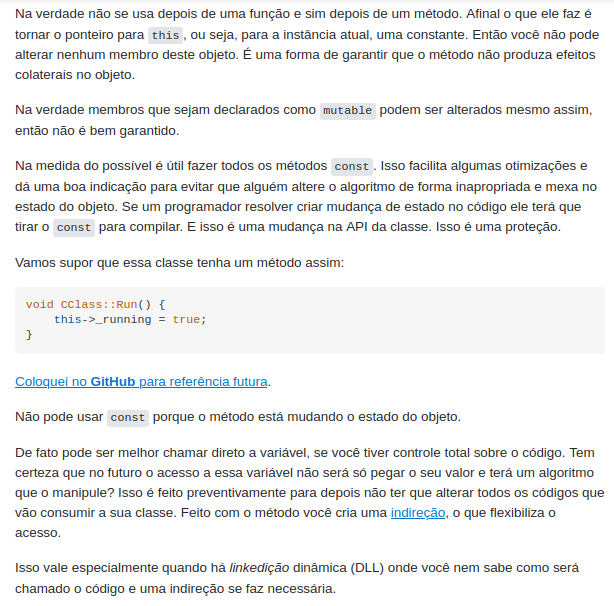 Na verdade não se usa depois de uma função e sim depois de um método. Afinal o que ele faz é
tornar o ponteiro para this, ou seja, para a instância atual, uma constante. Então você não pode
alterar nenhum membro deste objeto. É uma forma de garantir que o método não produza efeitos
colaterais no objeto.
Na verdade membros que sejam declarados como mutable podem ser alterados mesmo assim,
então não é bem garantido.
Na medida do possível é útil fazer todos os métodos const. Isso facilita algumas otimizações e
dá uma boa indicação para evitar que alguém altere o algoritmo de forma inapropriada e mexa no
estado do objeto. Se um programador resolver criar mudança de estado no código ele terá que
tirar o const para compilar. E isso é uma mudança na API da classe. Isso é uma proteção.
Vamos supor que essa classe tenha um método assim:
void CClass::Run() {
    this->_running = true;
}
Coloquei no GitHub para referência futura.
Não pode usar const porque o método está mudando o estado do objeto.
De fato pode ser melhor chamar direto a variável, se você tiver controle total sobre o código. Tem
certeza que no futuro o acesso a essa variável não será só pegar o seu valor e terá um algoritmo
que o manipule? Isso é feito preventivamente para depois não ter que alterar todos os códigos que
vão consumir a sua classe. Feito com o método você cria uma indireção, o que flexibiliza o
acesso.
Isso vale especialmente quando há linkedição dinâmica (DLL) onde você nem sabe como será
chamado o código e uma indireção se faz necessária.